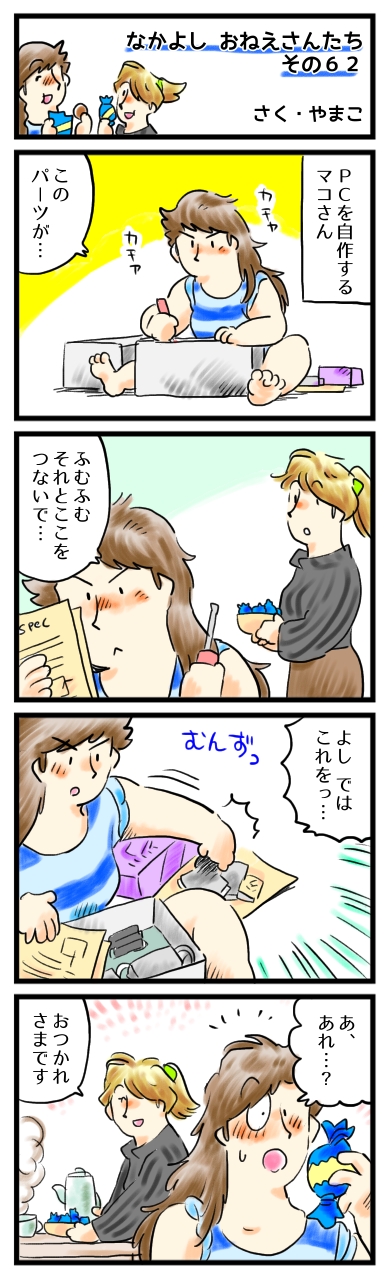 なかよし おねえさんたち
その６２
さく・やまこ
ＰＣを自作する
マコさん
カチャ
カチャ
この
パーツが…
ふむふむ
それとここを
つないで…
spec
よし では
これをっ…
むんずっ
あ、
あれ…？
おつかれ
さまです